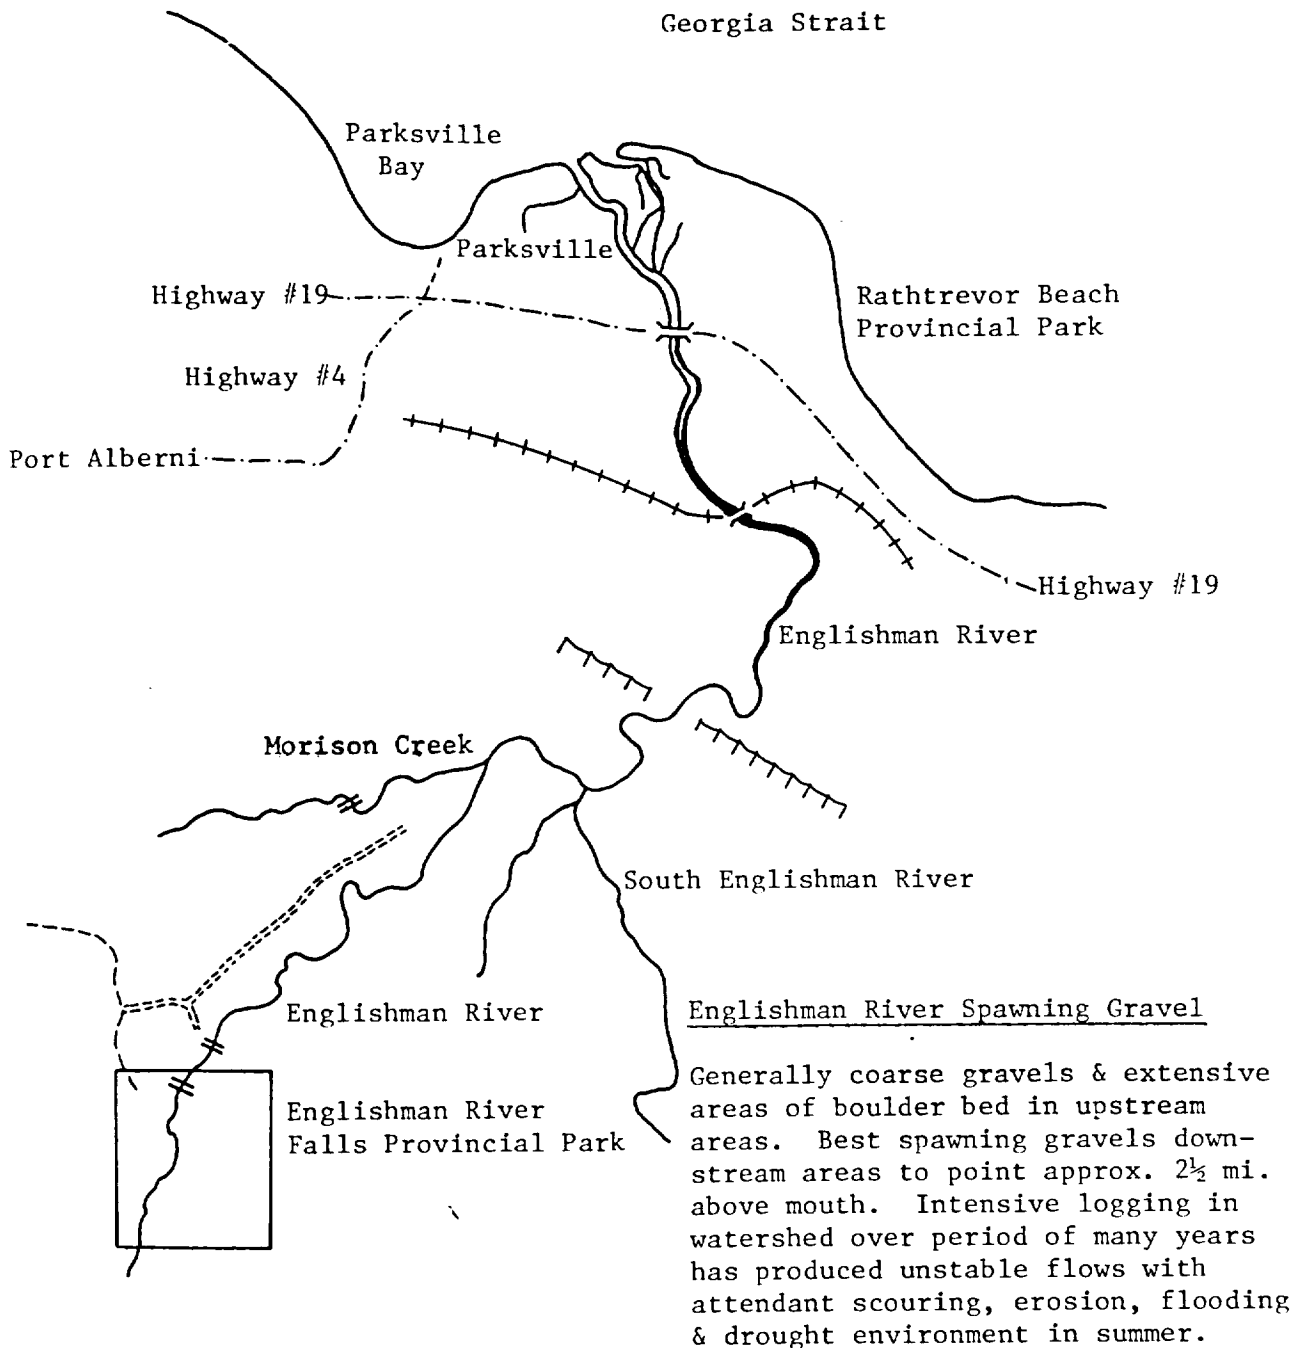 Georgia Strait
Parksville
Bay
Parksville
Highway #19
Rathtrevor Beach
Provincial Park
Highway #4
Port Alberni
Highway #19
Englishman River
Morison Creek
South Englishman River
Englishman River
Englishman River
Falls Provincial Park
Englishman River Spawning Gravel
Generally coarse gravels & extensive
areas of boulder bed in upstream
areas. Best spawning gravels down-
stream areas to point approx. 2½ mi.
above mouth. Intensive logging in
watershed over period of many years
has produced unstable flows with
attendant scouring, erosion, flooding
& drought environment in summer.